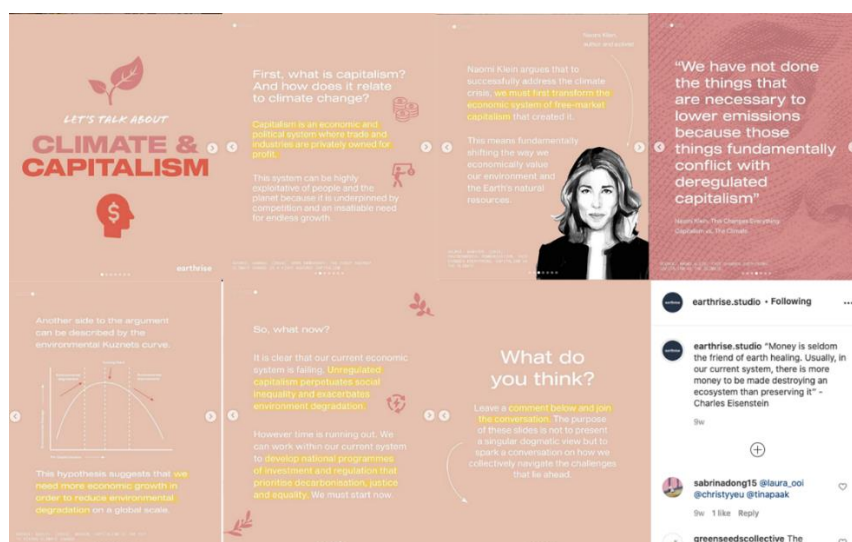 LET'S TALK ABOUT
CLIMATE &
CAPITALISM
$
earthrise
First, what is capitalism?
And how does it relate
to climate change?
Capitalism is an economic and
political system where trade and
industries are privately owned for
profit.
This system can be highly
exploitative of people and the
planet because it is underpinned by
competition and an insatiable need
for endless growth.
Naomi Klein
author and activist
Naomi Klein argues that to
successfully address the climate
crisis, we must first transform the
economic system of free-market
capitalism that created it.
This means fundamentally
shifting the way we
economically value
our environment and
the Earth's natural
resources.
“We have not done
the things that
are necessary to
lower emissions
because those
things fundamentally
conflict with
deregulated
capitalism”
Naomi Klein, This Changes Everything
Capitalism vs. The Climate
Another side to the argument
can be described by the
environmental Kuznets curve.
This hypothesis suggests that we
need more economic growth in
order to reduce environmental
degradation on a global scale.
So, what now?
It is clear that our current economic
system is failing. Unregulated
capitalism perpetuates social
inequality and exacerbates
environment degradation.
However time is running out. We
can work within our current system
to develop national programmes
of investment and regulation that
prioritise decarbonisation, justice
and equality. We must start now.
What do
you think?
Leave a comment below and join
the conversation. The purpose
of these slides is not to present
a singular dogmatic view but to
spark a conversation on how we
collectively navigate the challenges
that lie ahead.
earthrise.studio • Following
earthrise.studio “Money is seldom
the friend of earth healing. Usually, in
our current system, there is more
money to be made destroying an
ecosystem than preserving it” -
Charles Eisenstein
9w
sabrinadong15 @laura_ooi
@christyyeu @tinapaak
9w 1 like Reply
greenseedscollective The